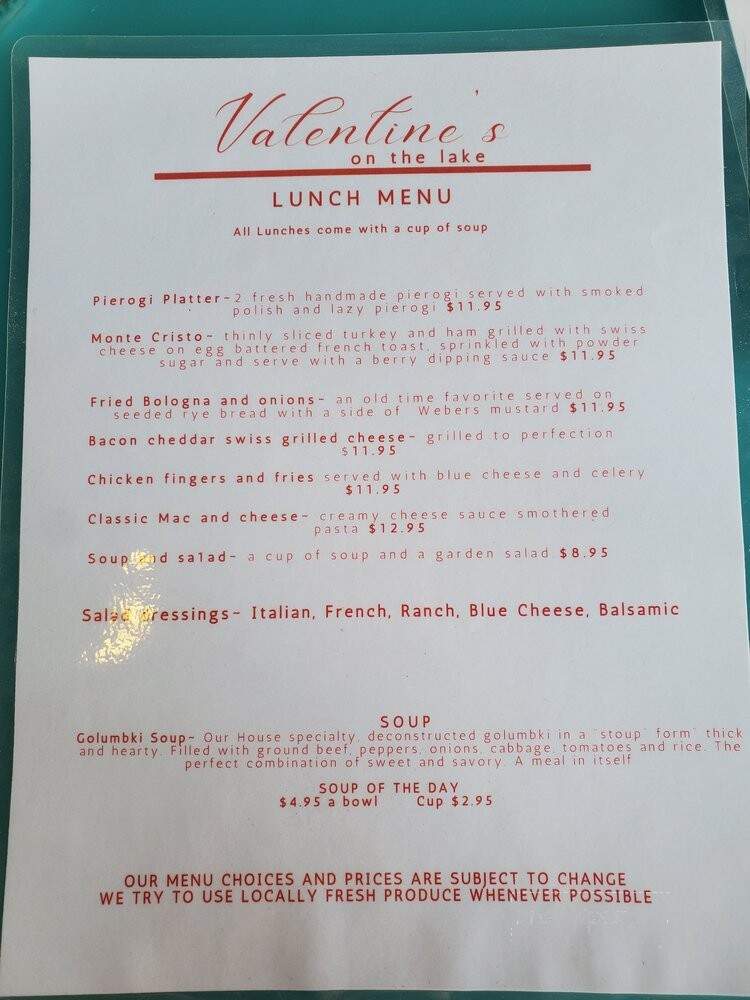 Valentine's
on the lake
LUNCH MENU
All Lunches come with a cup of soup
Pierogi Platter-2 fresh handmade pierogi served with smoked
polish and lazy pierogi $11.95
Monte Cristo- thinly sliced turkey and ham grilled with swiss
cheese on egg battered french toast, sprinkled with powder
sugar and serve with a berry dipping sauce $11.95
Fried Bologna and onions- an old time favorite served on
seeded rye bread with a side of Webers mustard $11.95
Bacon cheddar swiss grilled cheese- grilled to perfection
$11.95
Chicken fingers and fries served with blue cheese and celery
$11.95
Classic Mac and cheese- creamy cheese sauce smothered
pasta $12.95
Soup and salad- a cup of soup and a garden salad $8.95
Salad Dressings- Italian, French, Ranch, Blue Cheese, Balsamic
SOUP
Golumbki Soup- Our House specialty, deconstructed golumbki in a "stoup" form" thick
and hearty. Filled with ground beef, peppers, onions, cabbage, tomatoes and rice. The
perfect combination of sweet and savory. A meal in itself
SOUP OF THE DAY
$4.95 a bowl Cup $2.95
OUR MENU CHOICES AND PRICES ARE SUBJECT TO CHANGE
WE TRY TO USE LOCALLY FRESH PRODUCE WHENEVER POSSIBLE